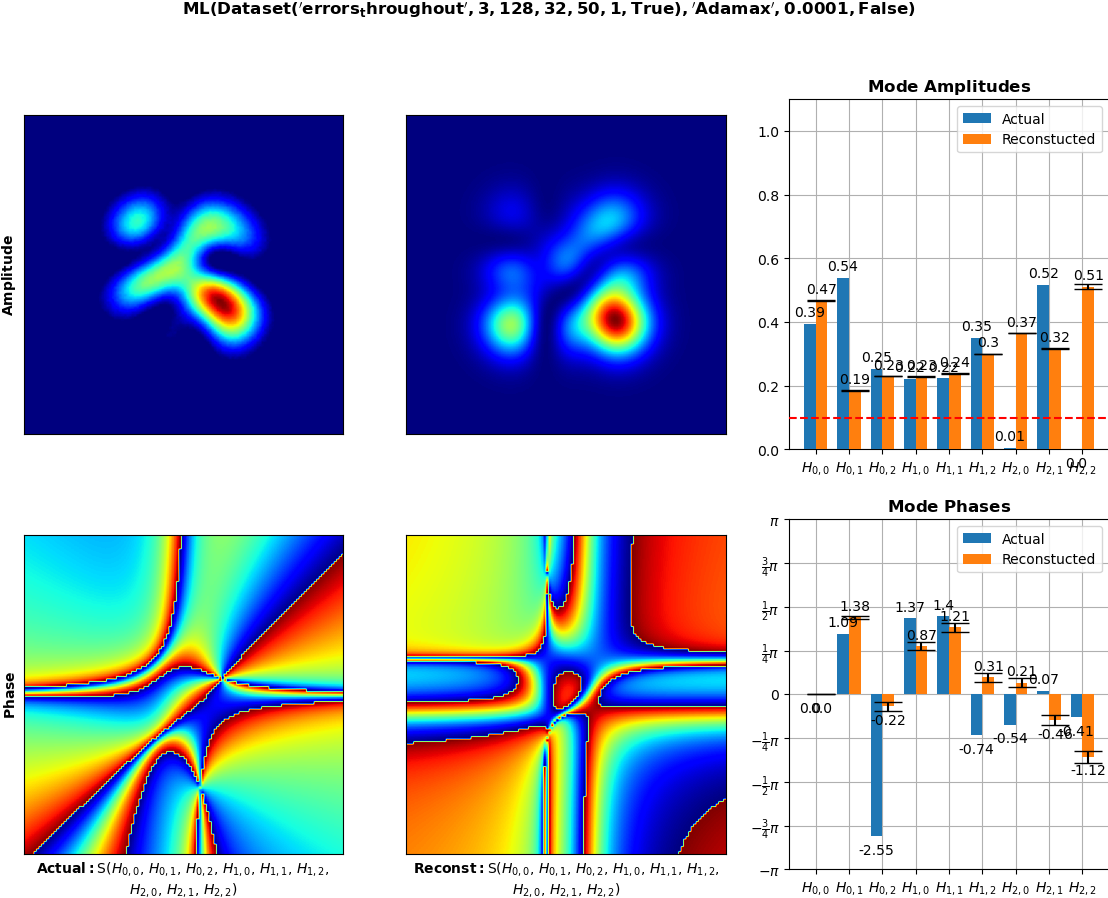 ML(Dataset('errors_throughout', 3, 128, 32, 50, 1, True), 'Adamax', 0.0001, False)
Amplitude
Mode Amplitudes
Actual
Reconstucted
1.0
0.8
0.6
0.4
0.2
0.0
0.39
0.47
0.54
0.19
0.25
0.23
0.22
0.23
0.22
0.24
0.35
0.3
0.01
0.37
0.52
0.32
0.0
0.51
H0,0 H0,1 H0,2 H1,0 H1,1 H1,2 H2,0 H2,1 H2,2
Phase
Mode Phases
Actual
Reconstucted
π
3/4π
1/2π
1/4π
0
−1/4π
−1/2π
−3/4π
−π
0.0
0.0
1.09
1.38
-2.55
-0.22
1.37
0.87
1.4
1.21
-0.74
0.31
-0.54
0.21
0.07
-0.46
-0.41
-1.12
H0,0 H0,1 H0,2 H1,0 H1,1 H1,2 H2,0 H2,1 H2,2
Actual: S(H0,0, H0,1, H0,2, H1,0, H1,1, H1,2,
H2,0, H2,1, H2,2)
Reconst: S(H0,0, H0,1, H0,2, H1,0, H1,1, H1,2,
H2,0, H2,1, H2,2)